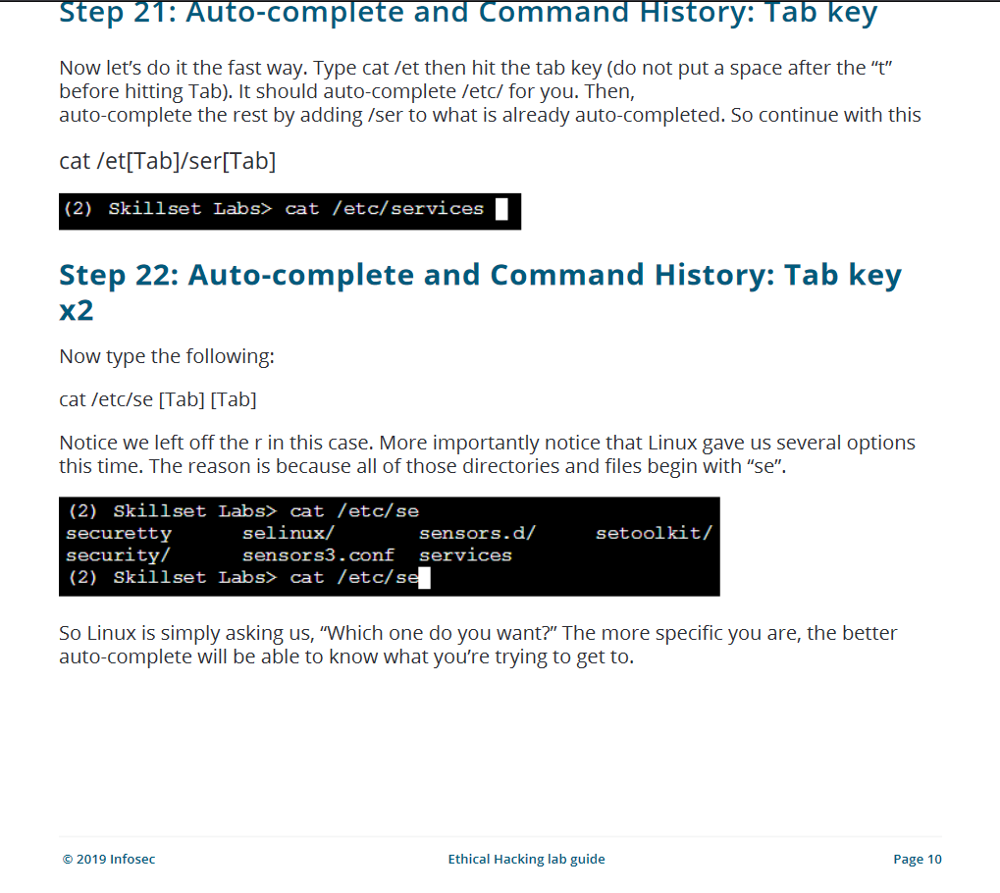 Step 21: Auto-complete and Command History: Tab key
Now let’s do it the fast way. Type cat /et then hit the tab key (do not put a space after the “t”
before hitting Tab). It should auto-complete /etc/ for you. Then,
auto-complete the rest by adding /ser to what is already auto-completed. So continue with this
cat /et[Tab]/ser[Tab]
(2) Skillset Labs> cat /etc/services
Step 22: Auto-complete and Command History: Tab key
x2
Now type the following:
cat /etc/se [Tab] [Tab]
Notice we left off the r in this case. More importantly notice that Linux gave us several options
this time. The reason is because all of those directories and files begin with “se”.
(2) Skillset Labs> cat /etc/se
securetty selinux/ sensors.d/ setoolkit/
security/ sensors3.conf services
(2) Skillset Labs> cat /etc/se
So Linux is simply asking us, “Which one do you want?” The more specific you are, the better
auto-complete will be able to know what you’re trying to get to.
© 2019 Infosec Ethical Hacking lab guide Page 10